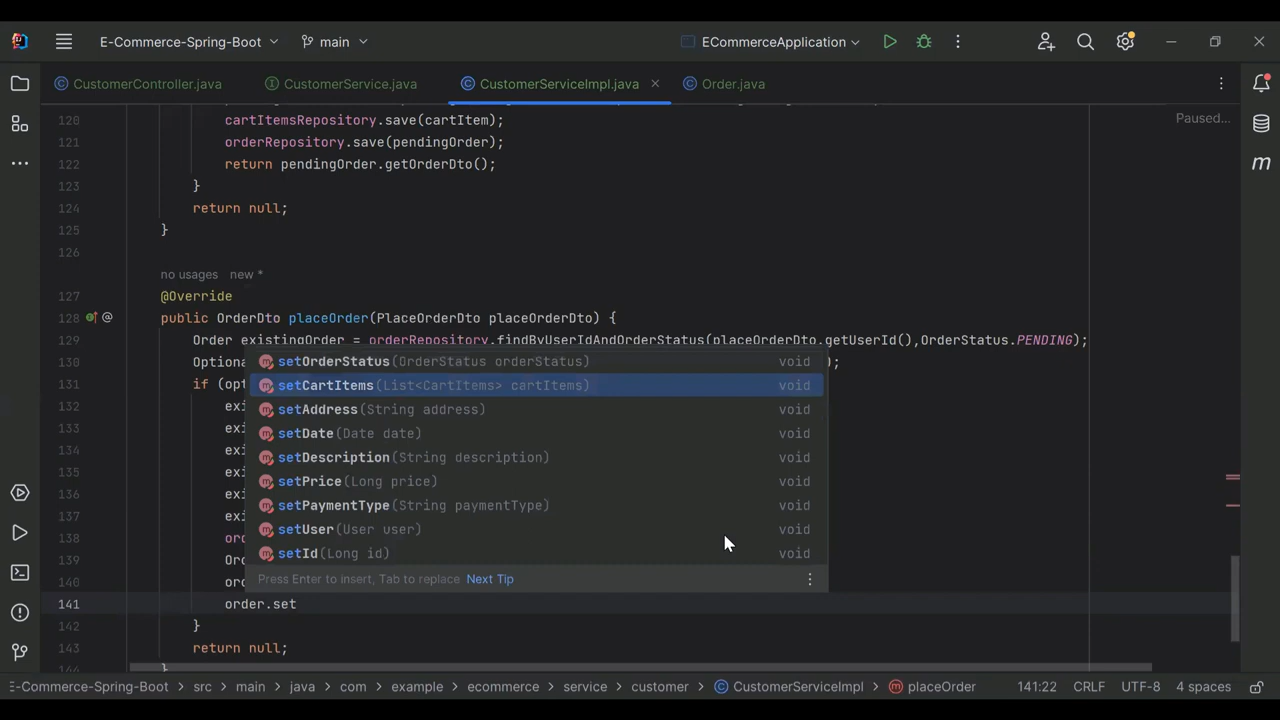 E-Commerce-Spring-Boot main ECommerceApplication
CustomerController.java CustomerService.java CustomerServiceImpl.java Order.java
Paused...
120 cartItemsRepository.save(cartItem);
121 orderRepository.save(pendingOrder);
122 return pendingOrder.getOrderDto();
123 }
124 return null;
125 }
126
no usages new *
127 @Override
128 public OrderDto placeOrder(PlaceOrderDto placeOrderDto) {
129 Order existingOrder = orderRepository.findByUserIdAndOrderStatus(placeOrderDto.getUserId(),OrderStatus.PENDING);
130 Optiona );
131 if (opt
132 exi
133 exi
134 exi
135 exi
136 exi
137 exi
138 ord
139 Ord
140 ord
setOrderStatus(OrderStatus orderStatus) void
setCartItems(List<CartItems> cartItems) void
setAddress(String address) void
setDate(Date date) void
setDescription(String description) void
setPrice(Long price) void
setPaymentType(String paymentType) void
setUser(User user) void
setId(Long id) void
Press Enter to insert, Tab to replace Next Tip
141 order.set
142 }
143 return null;
144 }
E-Commerce-Spring-Boot > src > main > java > com > example > ecommerce > service > customer > CustomerServiceImpl > placeOrder 141:22 CRLF UTF-8 4 spaces